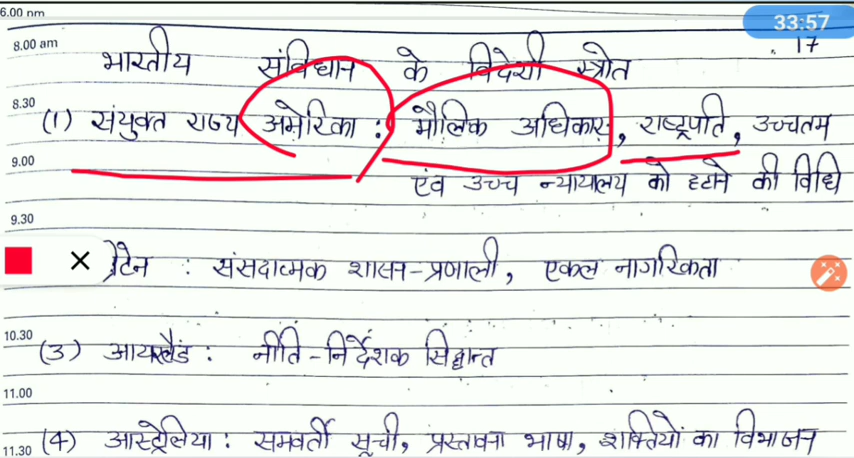 6.00 nm
33:57
8.00 am
17
भारतीय संविधान के विदेशी स्त्रोत
8.30
(1) संयुक्त राज्य अमेरिका : मौलिक अधिकार, राष्ट्रपति, उच्चतम
9.00
एवं उच्च न्यायालय को हटाने की विधि
9.30
ब्रिटेन : संसदात्मक शासन-प्रणाली, एकल नागरिकता
10.30
(3) आयरलैंड : नीति-निर्देशक सिद्धान्त
11.00
11.30
(4) आस्ट्रेलिया : समवर्ती सूची, प्रस्तावना भाषा, शक्तियों का विभाजन